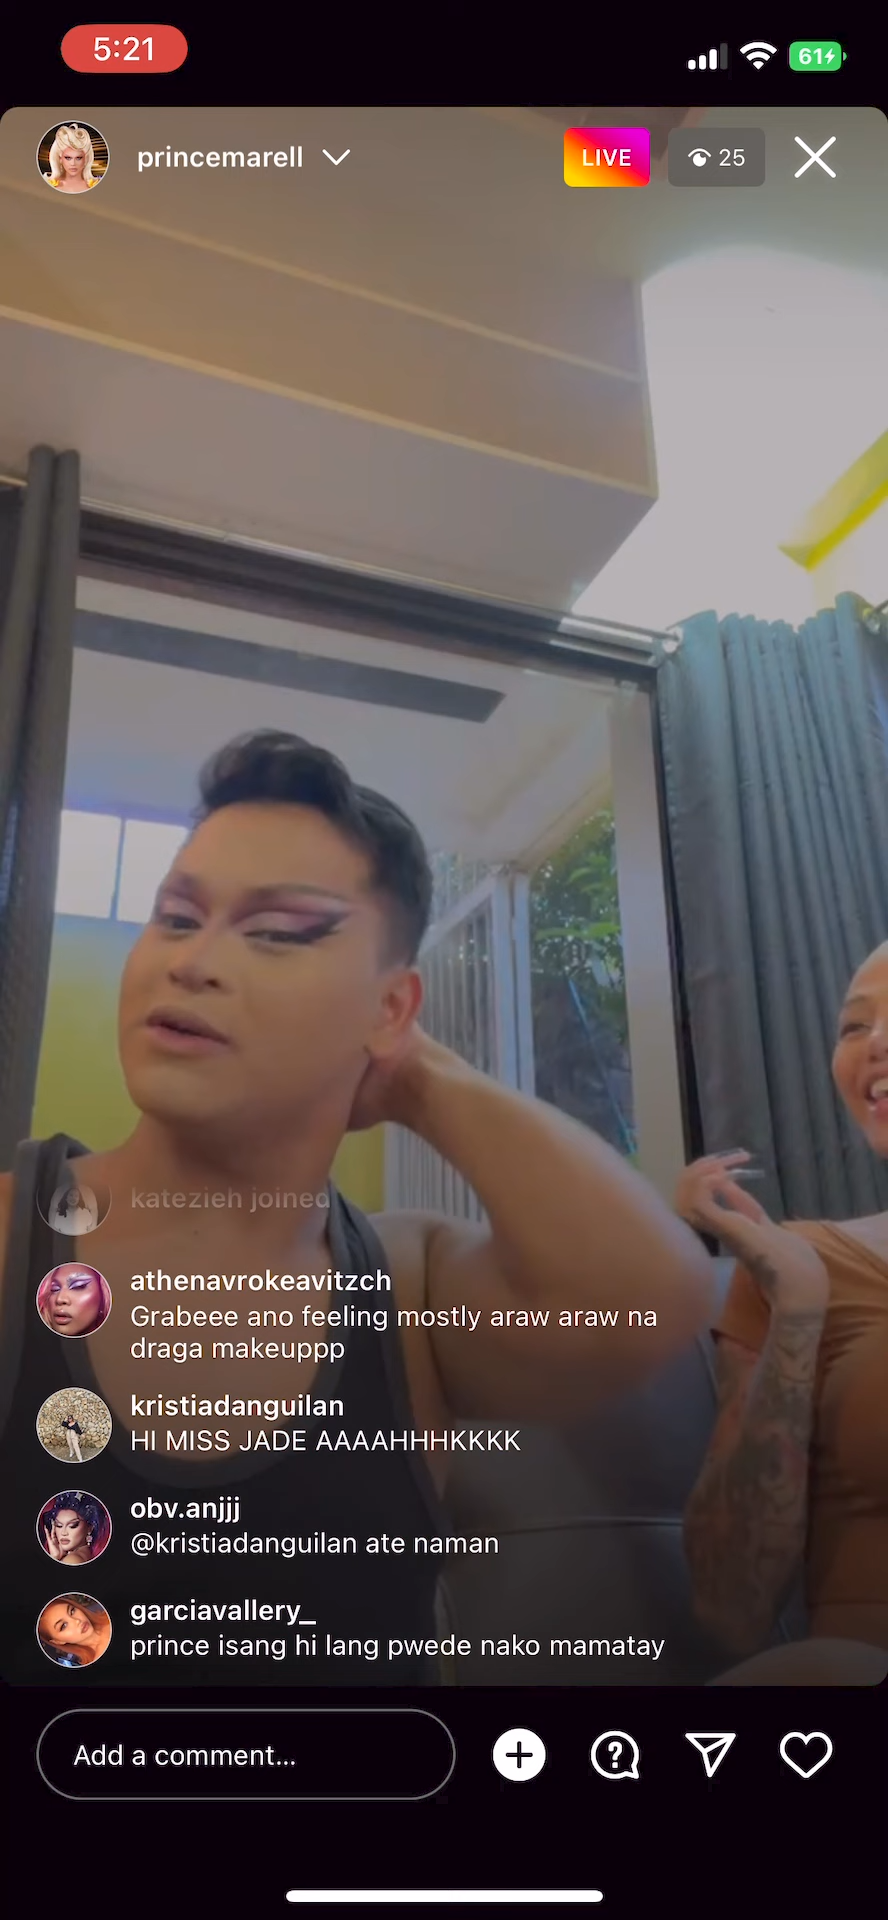 5:21
61
princemarell
LIVE
25
katezieh joined
athenavrokeavitzch
Grabeee ano feeling mostly araw araw na
draga makeuppp
kristiadanguilan
HI MISS JADE AAAAHHHKKKK
obv.anjjj
@kristiadanguilan ate naman
garciavallery_
prince isang hi lang pwede nako mamatay
Add a comment...